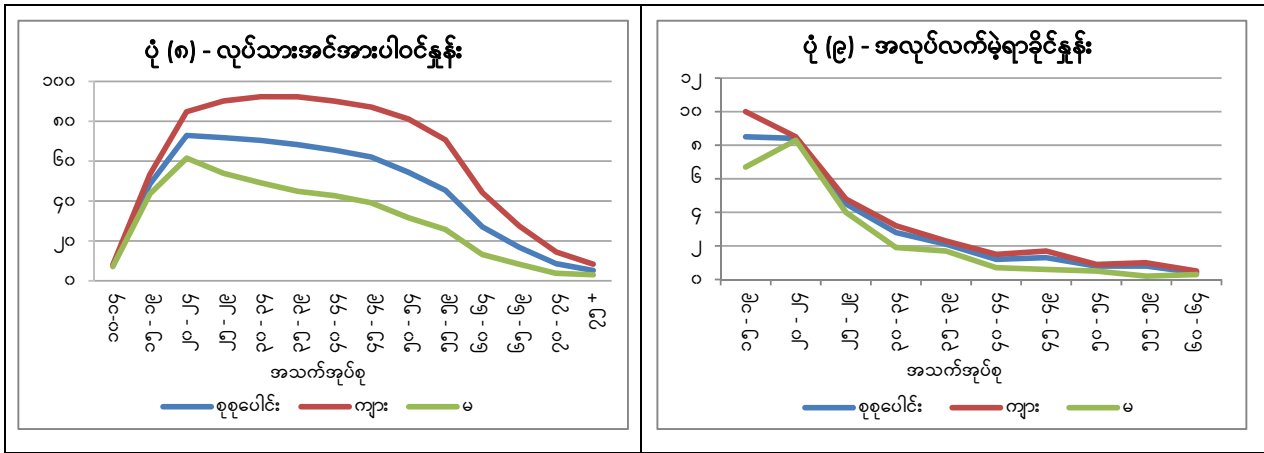 ပုံ (၈) - လုပ်သားအင်အားပါဝင်နှုန်း
၁၀၀
၈၀
၆၀
၄၀
၂၀
၀
၁၀-၁၄
၁၅ - ၁၉
၂၀ - ၂၄
၂၅ - ၂၉
၃၀ - ၃၄
၃၅ - ၃၉
၄၀ - ၄၄
၄၅ - ၄၉
၅၀ - ၅၄
၅၅ - ၅၉
၆၀ - ၆၄
၆၅ - ၆၉
၇၀ - ၇၄
၇၅ +
အသက်အုပ်စု
စုစုပေါင်း ကျား မ
ပုံ (၉) - အလုပ်လက်မဲ့ရာခိုင်နှုန်း
၁၂
၁၀
၈
၆
၄
၂
၀
၁၅ - ၁၉
၂၀ - ၂၄
၂၅ - ၂၉
၃၀ - ၃၄
၃၅ - ၃၉
၄၀ - ၄၄
၄၅ - ၄၉
၅၀ - ၅၄
၅၅ - ၅၉
၆၀ - ၆၄
အသက်အုပ်စု
စုစုပေါင်း ကျား မ